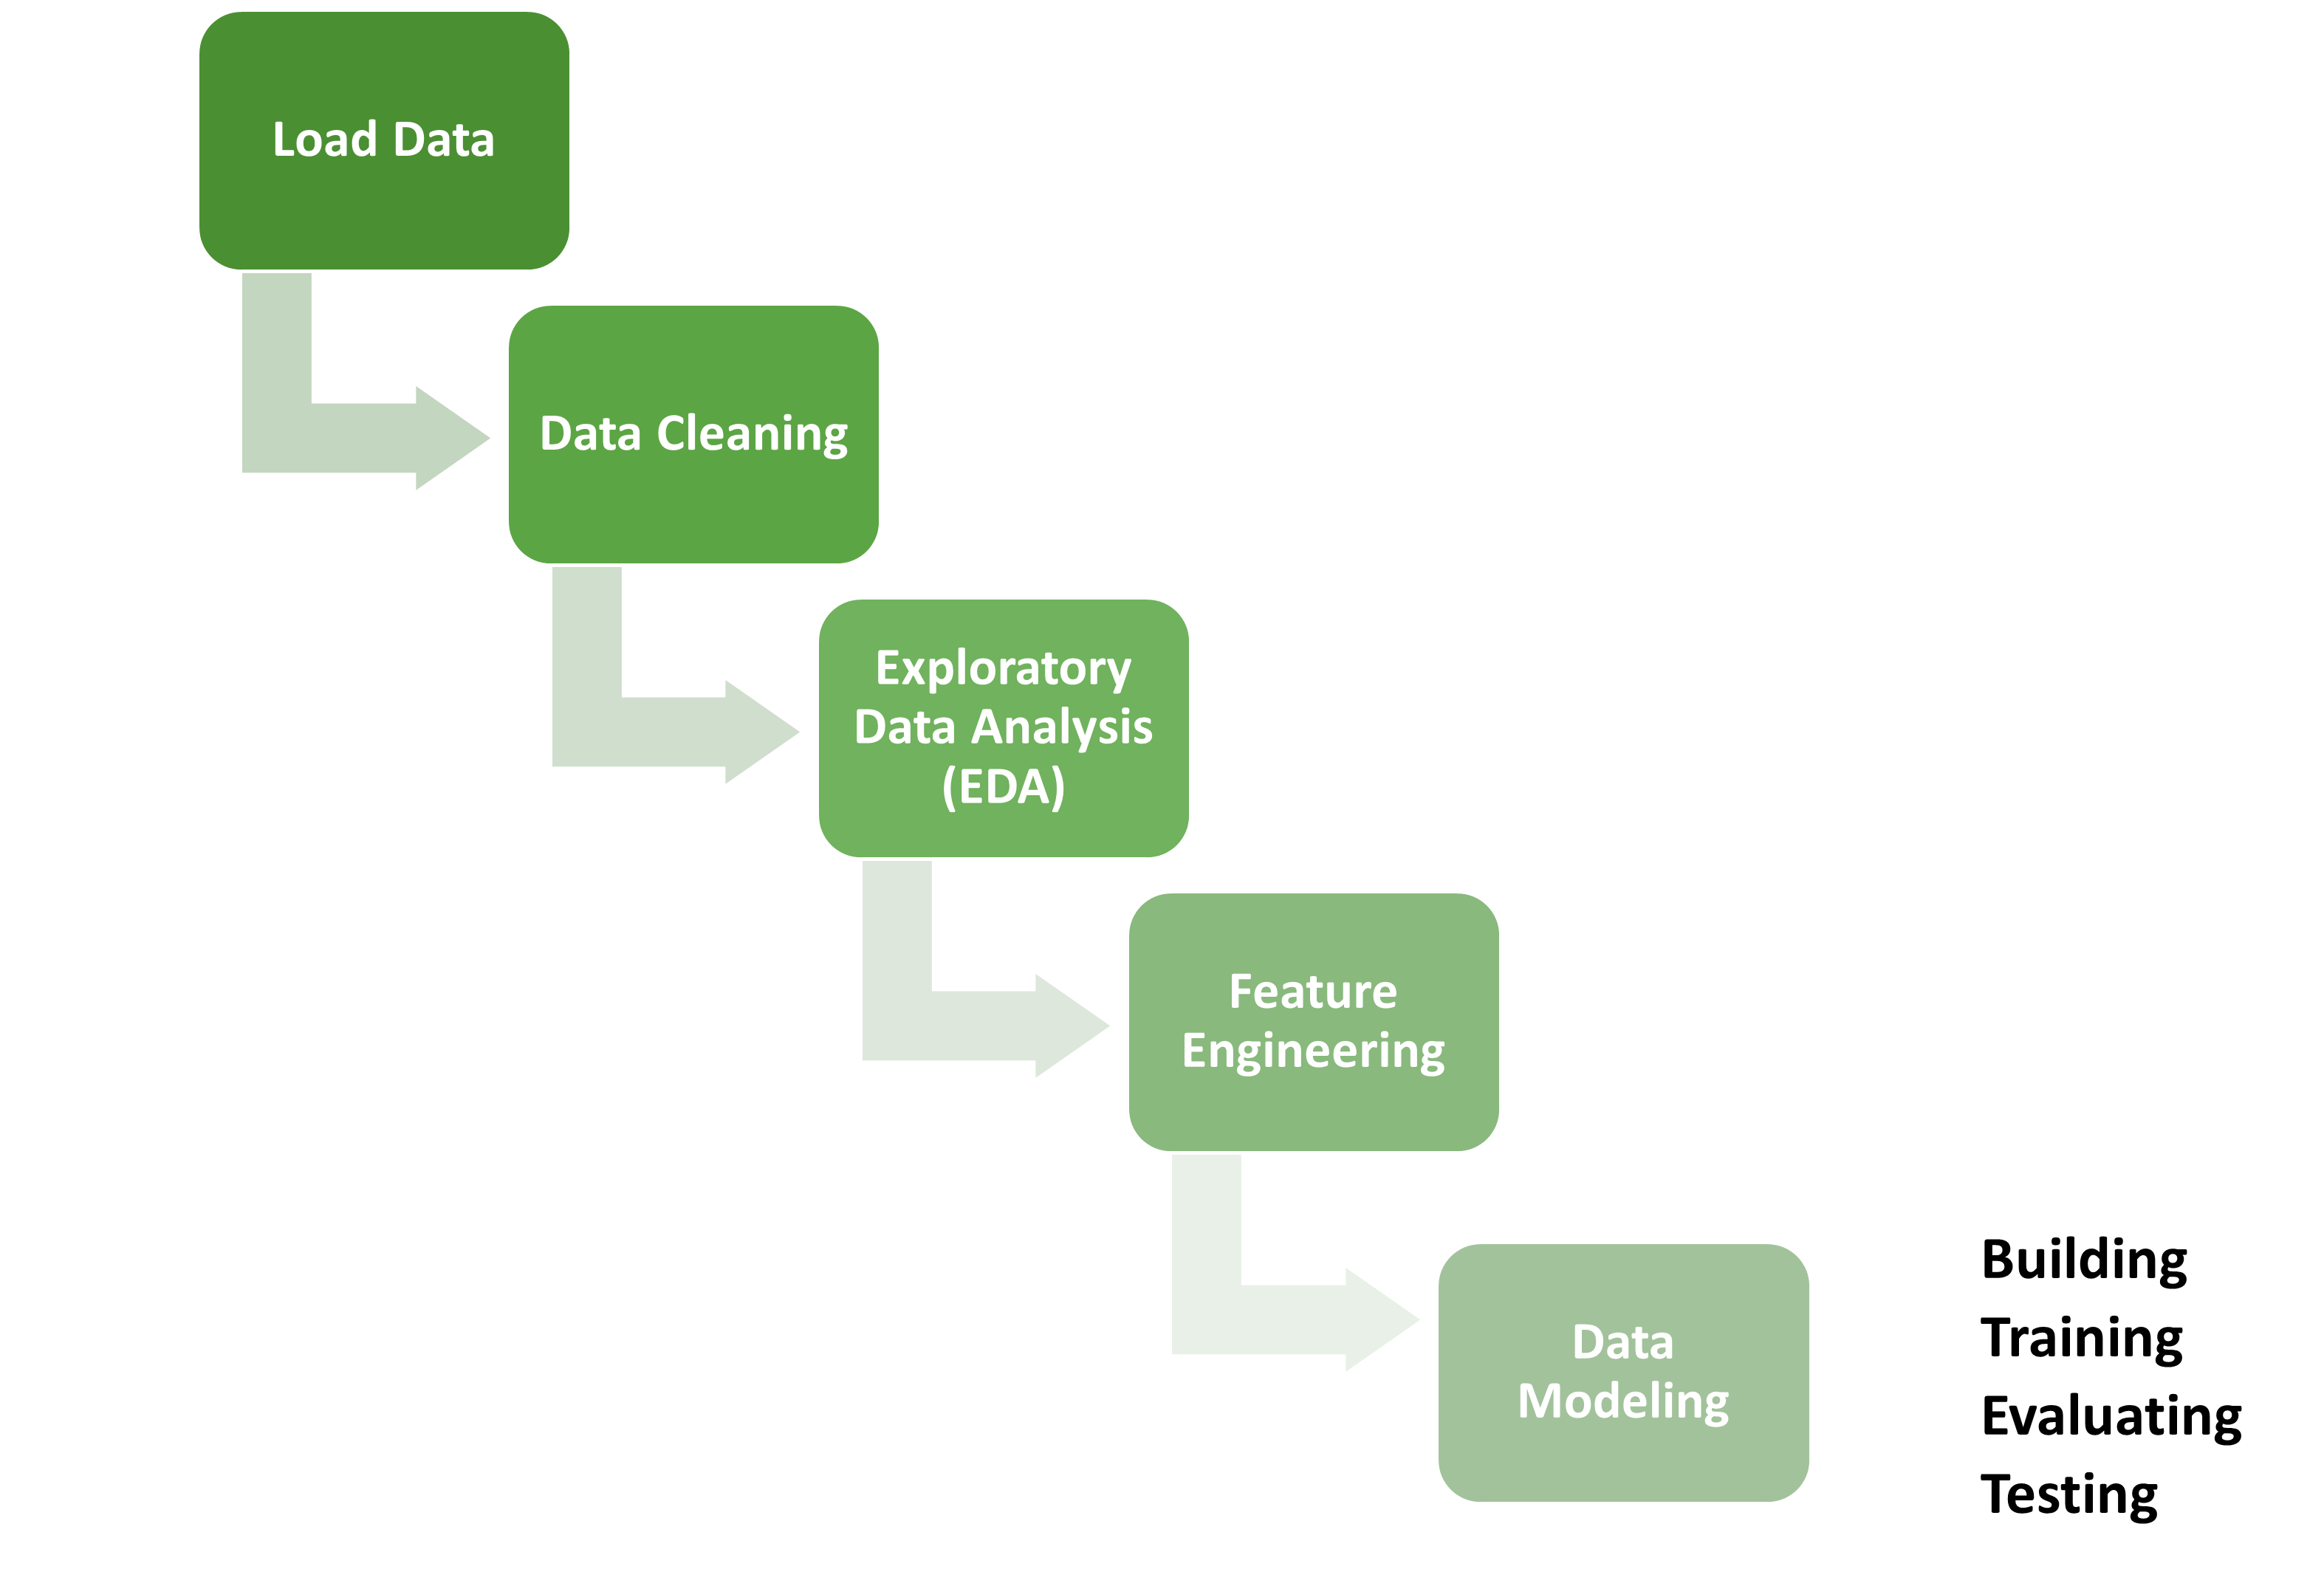 Load Data
Data Cleaning
Exploratory
Data Analysis
(EDA)
Feature
Engineering
Data
Modeling
Building
Training
Evaluating
Testing